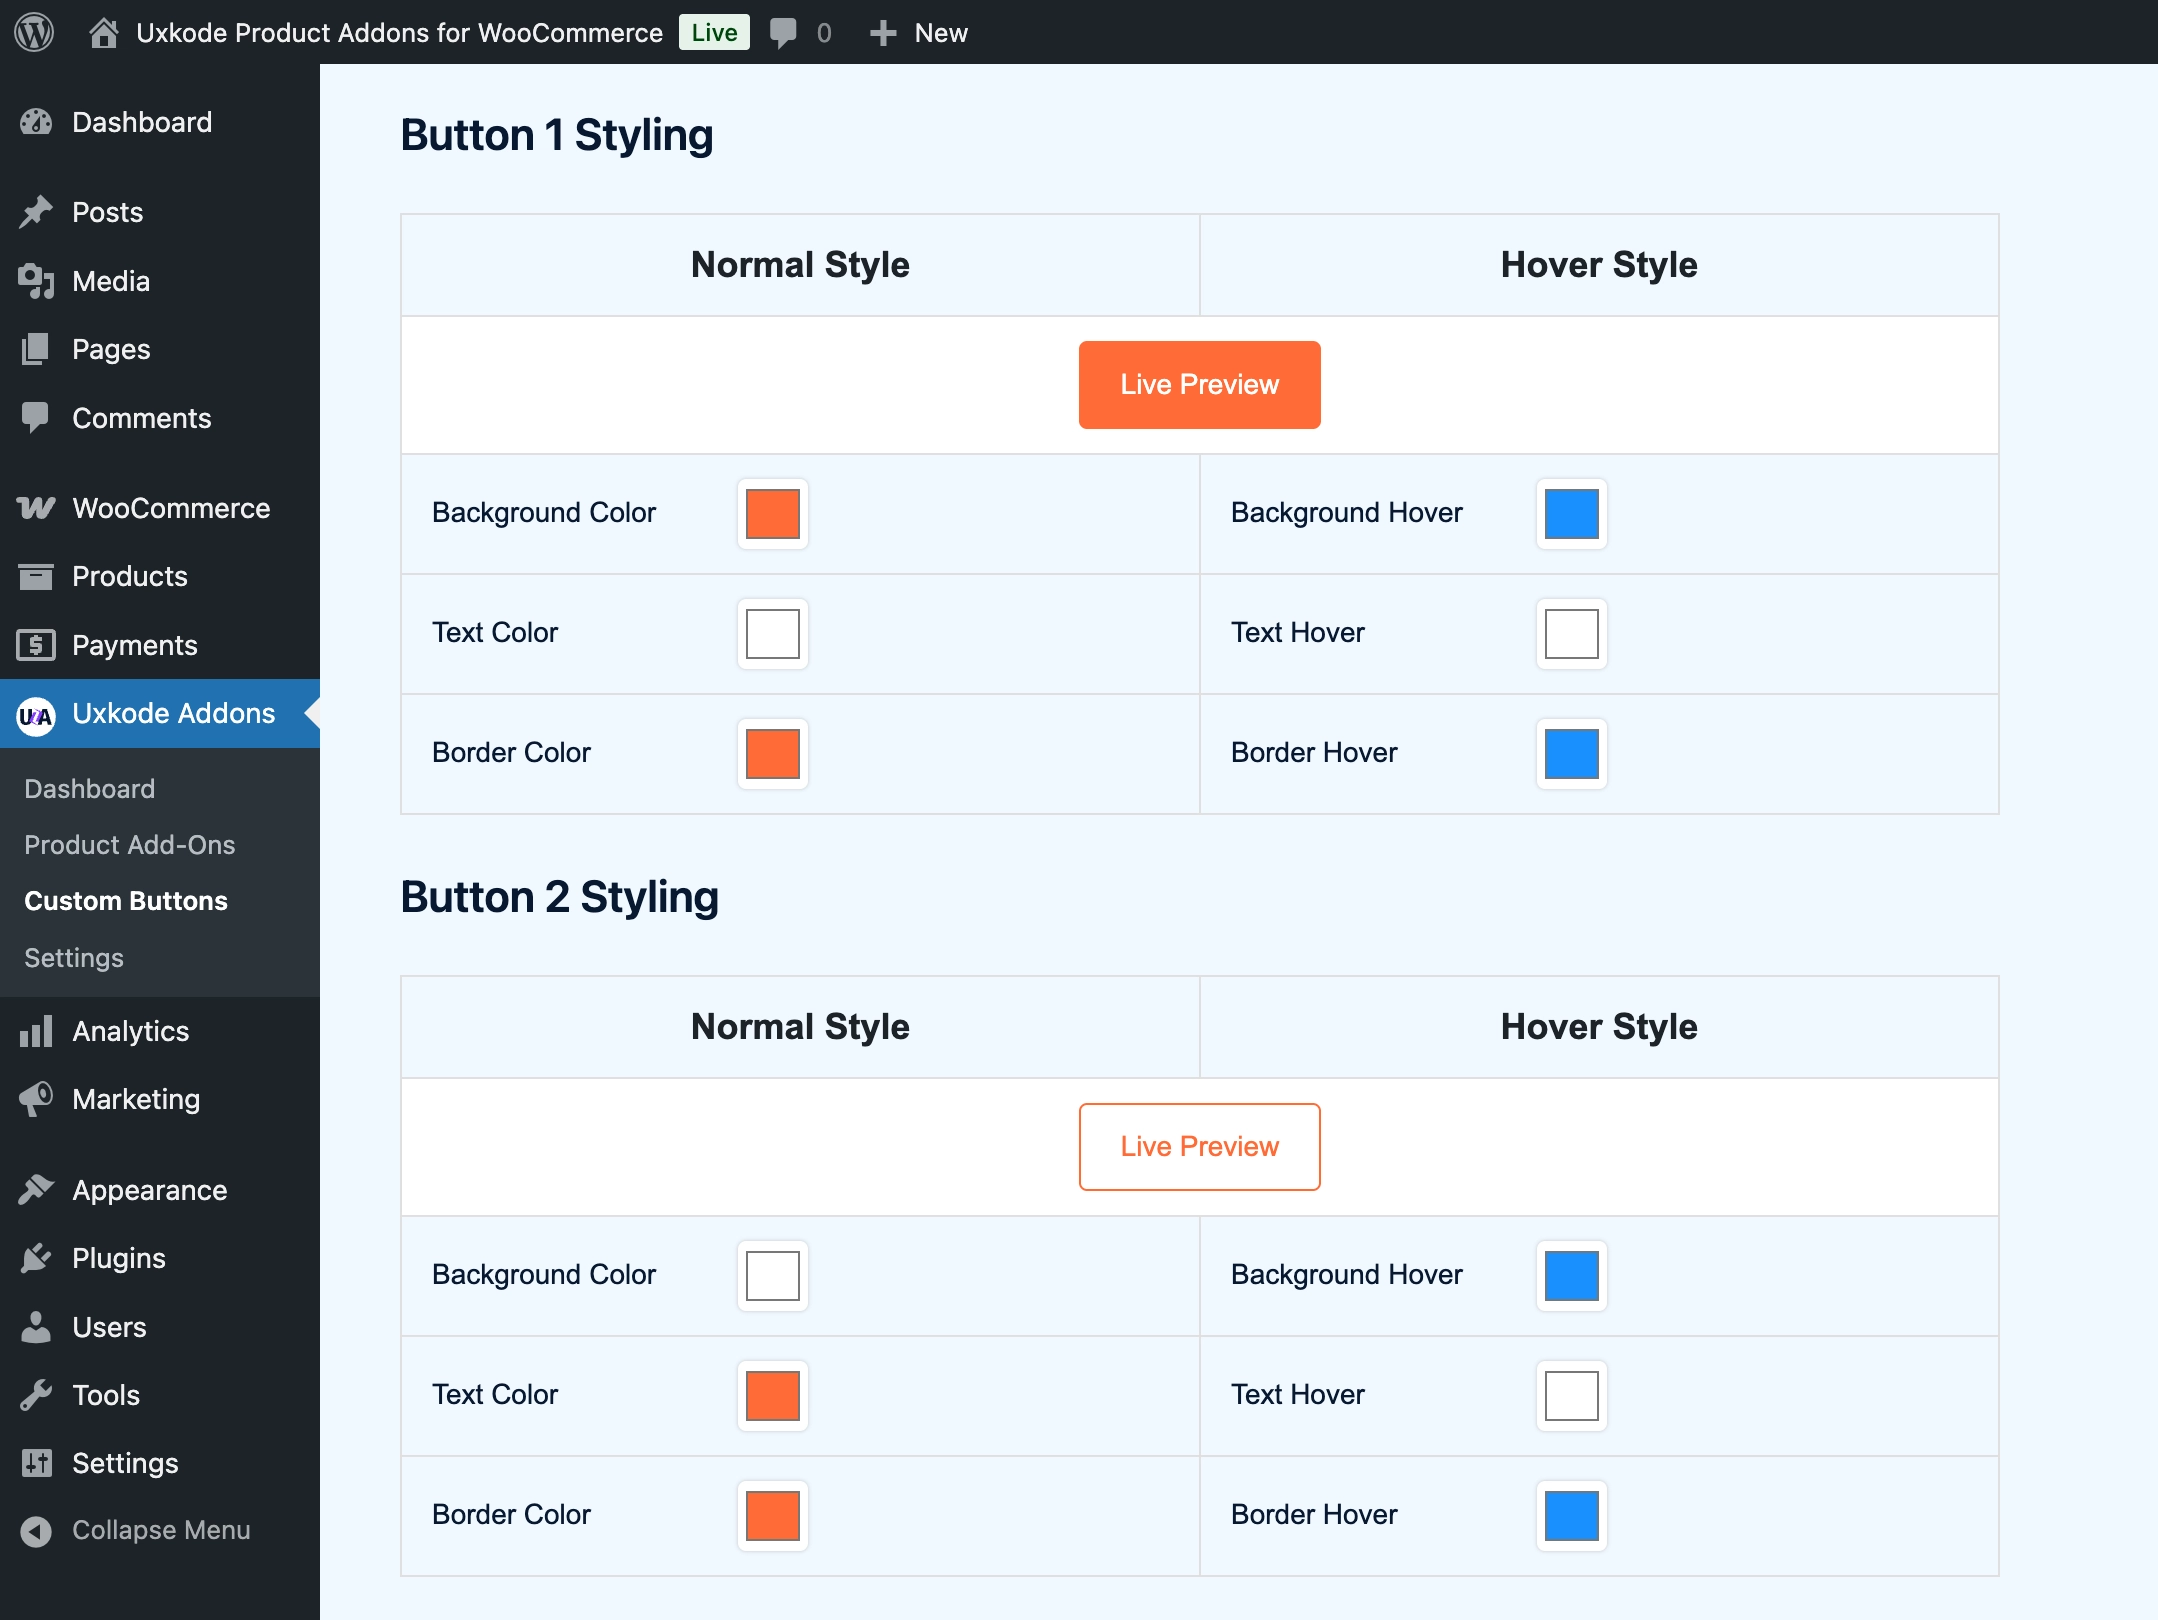 Uxkode Product Addons for WooCommerce Live 0 New
Dashboard
Posts
Media
Pages
Comments
WooCommerce
Products
Payments
UA Uxkode Addons
Dashboard
Product Add-Ons
Custom Buttons
Settings
Analytics
Marketing
Appearance
Plugins
Users
Tools
Settings
Collapse Menu
Button 1 Styling
Normal Style Hover Style
Live Preview
Background Color Background Hover
Text Color Text Hover
Border Color Border Hover
Button 2 Styling
Normal Style Hover Style
Live Preview
Background Color Background Hover
Text Color Text Hover
Border Color Border Hover